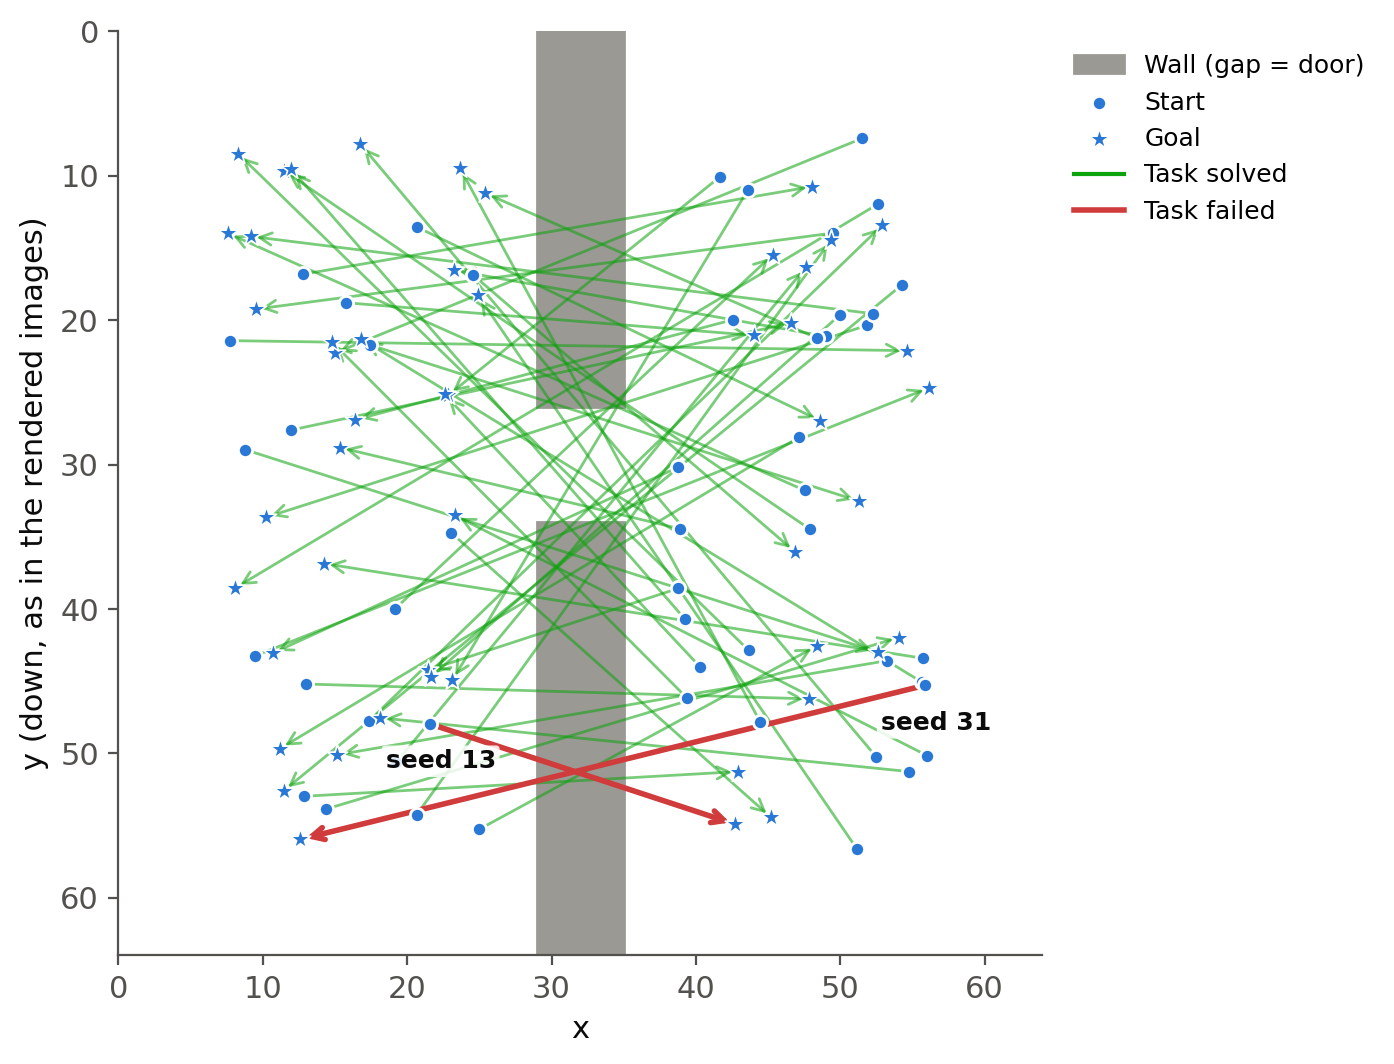 0
10
20
30
40
50
60
y (down, as in the rendered images)
0
10
20
30
40
50
60
x
seed 31
seed 13
Wall (gap = door)
Start
Goal
Task solved
Task failed